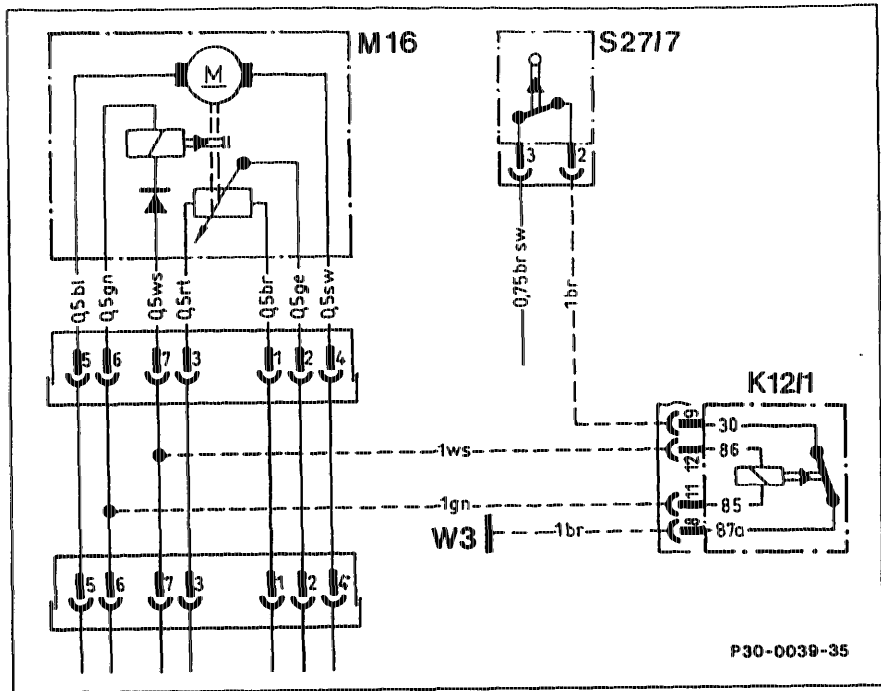 M16
S27/7
M
3 2
0,5bl
0,5gn
0,5ws
0,5rt
0,5br
0,5ge
0,5sw
0,75br sw
1br
5 6 7 3 1 2 4
K12/1
9 30
1ws
12 86
1gn
11 85
W3
1br
8 87a
5 6 7 3 1 2 4
P30-0039-35